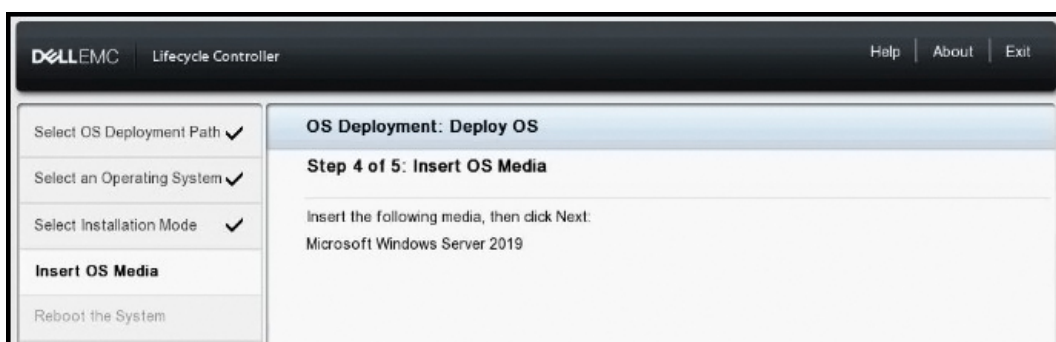 DELLEMC Lifecycle Controller
Help | About | Exit
Select OS Deployment Path
Select an Operating System
Select Installation Mode
Insert OS Media
Reboot the System
OS Deployment: Deploy OS
Step 4 of 5: Insert OS Media
Insert the following media, then click Next:
Microsoft Windows Server 2019